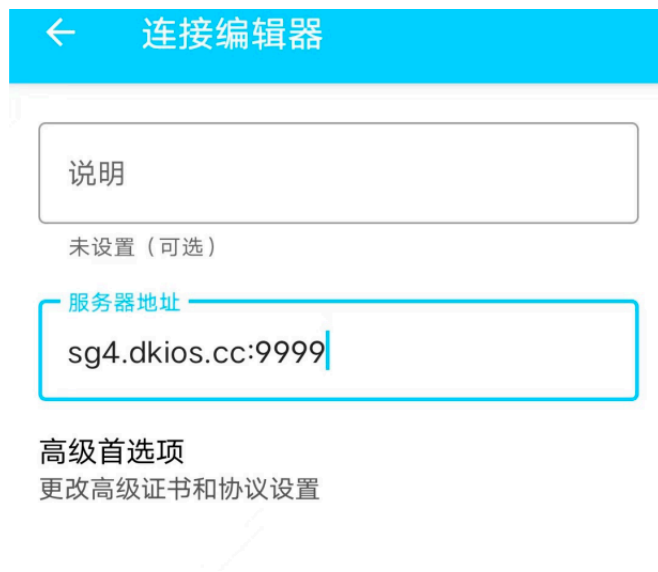 连接编辑器
说明
未设置（可选）
服务器地址
sg4.dkios.cc:9999
高级首选项
更改高级证书和协议设置